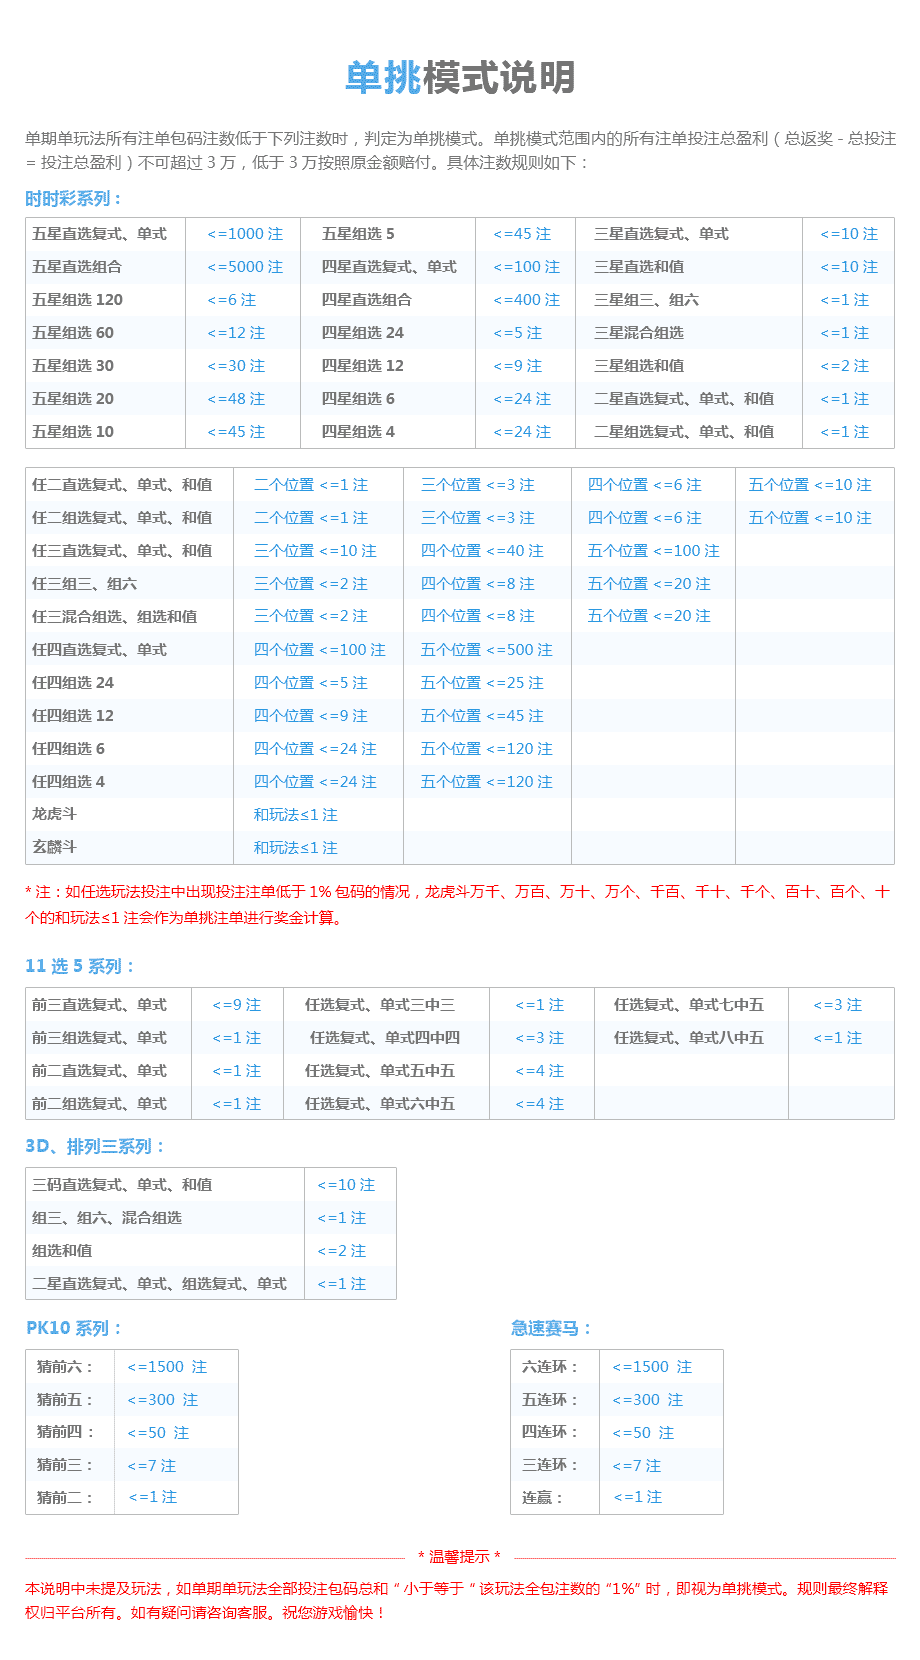 单挑模式说明
单期单玩法所有注单包码注数低于下列注数时，判定为单挑模式。单挑模式范围内的所有注单投注总盈利 ( 总返奖 - 总投注
= 投注总盈利 ) 不可超过 3 万，低于 3 万按照原金额赔付。具体注数规则如下：
时时彩系列：
五星直选复式、单式 <=1000 注 五星组选 5 <=45 注 三星直选复式、单式 <=10 注
五星直选组合 <=5000 注 四星直选复式、单式 <=100 注 三星直选和值 <=10 注
五星组选 120 <=6 注 四星直选组合 <=400 注 三星组三、组六 <=1 注
五星组选 60 <=12 注 四星组选 24 <=5 注 三星混合组选 <=1 注
五星组选 30 <=30 注 四星组选 12 <=9 注 三星组选和值 <=2 注
五星组选 20 <=48 注 四星组选 6 <=24 注 二星直选复式、单式、和值 <=1 注
五星组选 10 <=45 注 四星组选 4 <=24 注 二星组选复式、单式、和值 <=1 注
任二直选复式、单式、和值 二个位置 <=1 注 三个位置 <=3 注 四个位置 <=6 注 五个位置 <=10 注
任二组选复式、单式、和值 二个位置 <=1 注 三个位置 <=3 注 四个位置 <=6 注 五个位置 <=10 注
任三直选复式、单式、和值 三个位置 <=10 注 四个位置 <=40 注 五个位置 <=100 注
任三组三、组六 三个位置 <=2 注 四个位置 <=8 注 五个位置 <=20 注
任三混合组选、组选和值 三个位置 <=2 注 四个位置 <=8 注 五个位置 <=20 注
任四直选复式、单式 四个位置 <=100 注 五个位置 <=500 注
任四组选 24 四个位置 <=5 注 五个位置 <=25 注
任四组选 12 四个位置 <=9 注 五个位置 <=45 注
任四组选 6 四个位置 <=24 注 五个位置 <=120 注
任四组选 4 四个位置 <=24 注 五个位置 <=120 注
龙虎斗 和玩法≤1 注
玄麟斗 和玩法≤1 注
* 注：如任选玩法投注中出现投注注单低于 1% 包码的情况，龙虎斗万千、万百、万十、万个、千百、千十、千个、百十、百个、十
个的和玩法≤1 注会作为单挑注单进行奖金计算。
11 选 5 系列：
前三直选复式、单式 <=9 注 任选复式、单式三中三 <=1 注 任选复式、单式七中五 <=3 注
前三组选复式、单式 <=1 注 任选复式、单式四中四 <=3 注 任选复式、单式八中五 <=1 注
前二直选复式、单式 <=1 注 任选复式、单式五中五 <=4 注
前二组选复式、单式 <=1 注 任选复式、单式六中五 <=4 注
3D、排列三系列：
三码直选复式、单式、和值 <=10 注
组三、组六、混合组选 <=1 注
组选和值 <=2 注
二星直选复式、单式、组选复式、单式 <=1 注
PK10 系列： 急速赛马：
猜前六： <=1500 注 六连环： <=1500 注
猜前五： <=300 注 五连环： <=300 注
猜前四： <=50 注 四连环： <=50 注
猜前三： <=7 注 三连环： <=7 注
猜前二： <=1 注 连赢： <=1 注
* 温馨提示 *
本说明中未提及玩法，如单期单玩法全部投注包码总和 “ 小于等于 ” 该玩法全包注数的 “1%” 时，即视为单挑模式。规则最终解释
权归平台所有。如有疑问请咨询客服。祝您游戏愉快！